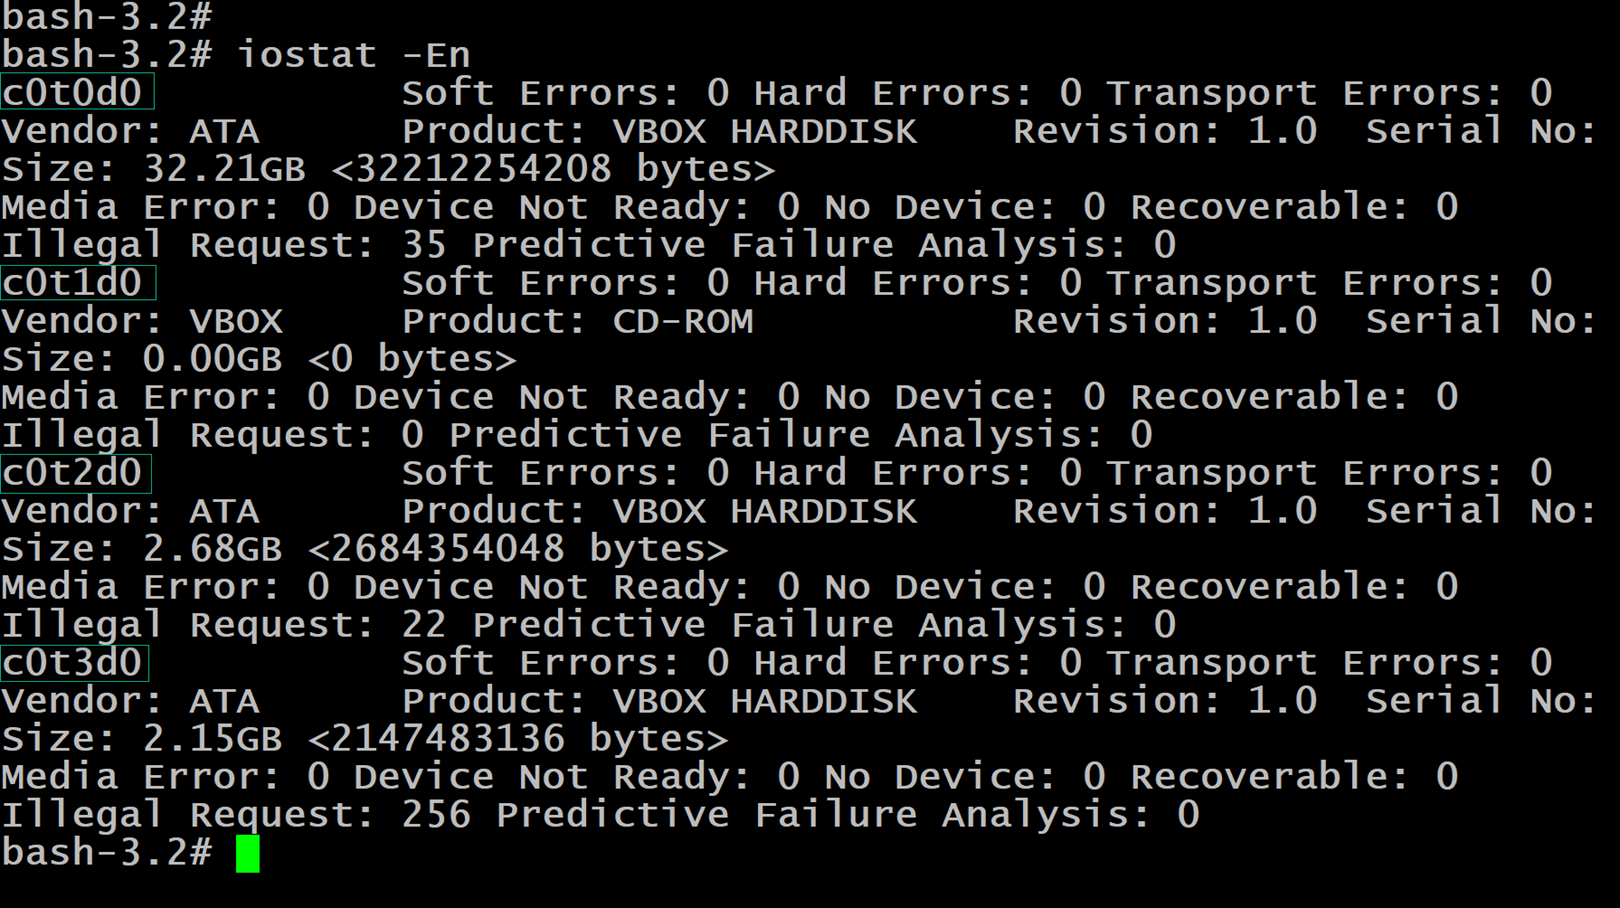 bash-3.2#
bash-3.2# iostat -En
c0t0d0           Soft Errors: 0 Hard Errors: 0 Transport Errors: 0
Vendor: ATA      Product: VBOX HARDDISK    Revision: 1.0  Serial No:
Size: 32.21GB <32212254208 bytes>
Media Error: 0 Device Not Ready: 0 No Device: 0 Recoverable: 0
Illegal Request: 35 Predictive Failure Analysis: 0
c0t1d0           Soft Errors: 0 Hard Errors: 0 Transport Errors: 0
Vendor: VBOX     Product: CD-ROM           Revision: 1.0  Serial No:
Size: 0.00GB <0 bytes>
Media Error: 0 Device Not Ready: 0 No Device: 0 Recoverable: 0
Illegal Request: 0 Predictive Failure Analysis: 0
c0t2d0           Soft Errors: 0 Hard Errors: 0 Transport Errors: 0
Vendor: ATA      Product: VBOX HARDDISK    Revision: 1.0  Serial No:
Size: 2.68GB <2684354048 bytes>
Media Error: 0 Device Not Ready: 0 No Device: 0 Recoverable: 0
Illegal Request: 22 Predictive Failure Analysis: 0
c0t3d0           Soft Errors: 0 Hard Errors: 0 Transport Errors: 0
Vendor: ATA      Product: VBOX HARDDISK    Revision: 1.0  Serial No:
Size: 2.15GB <2147483136 bytes>
Media Error: 0 Device Not Ready: 0 No Device: 0 Recoverable: 0
Illegal Request: 256 Predictive Failure Analysis: 0
bash-3.2#